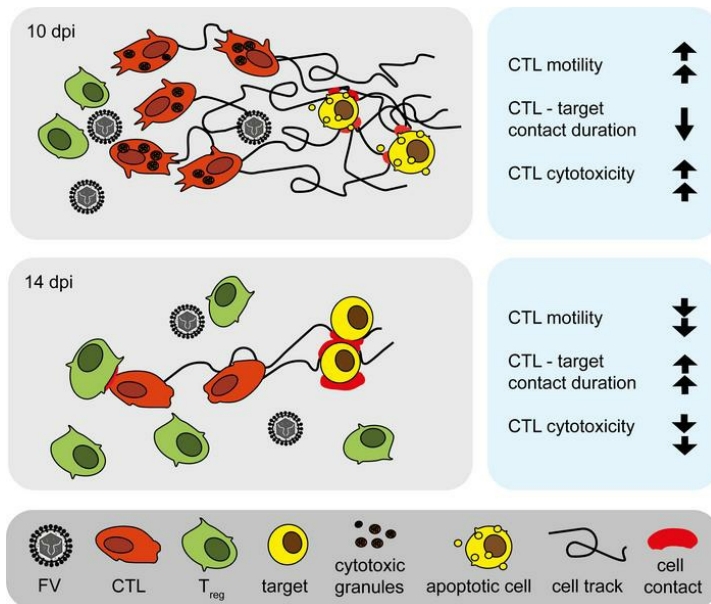 10 dpi
CTL motility
CTL - target
contact duration
CTL cytotoxicity
14 dpi
CTL motility
CTL - target
contact duration
CTL cytotoxicity
FV
CTL
Treg
target
cytotoxic
granules
apoptotic cell
cell track
cell
contact